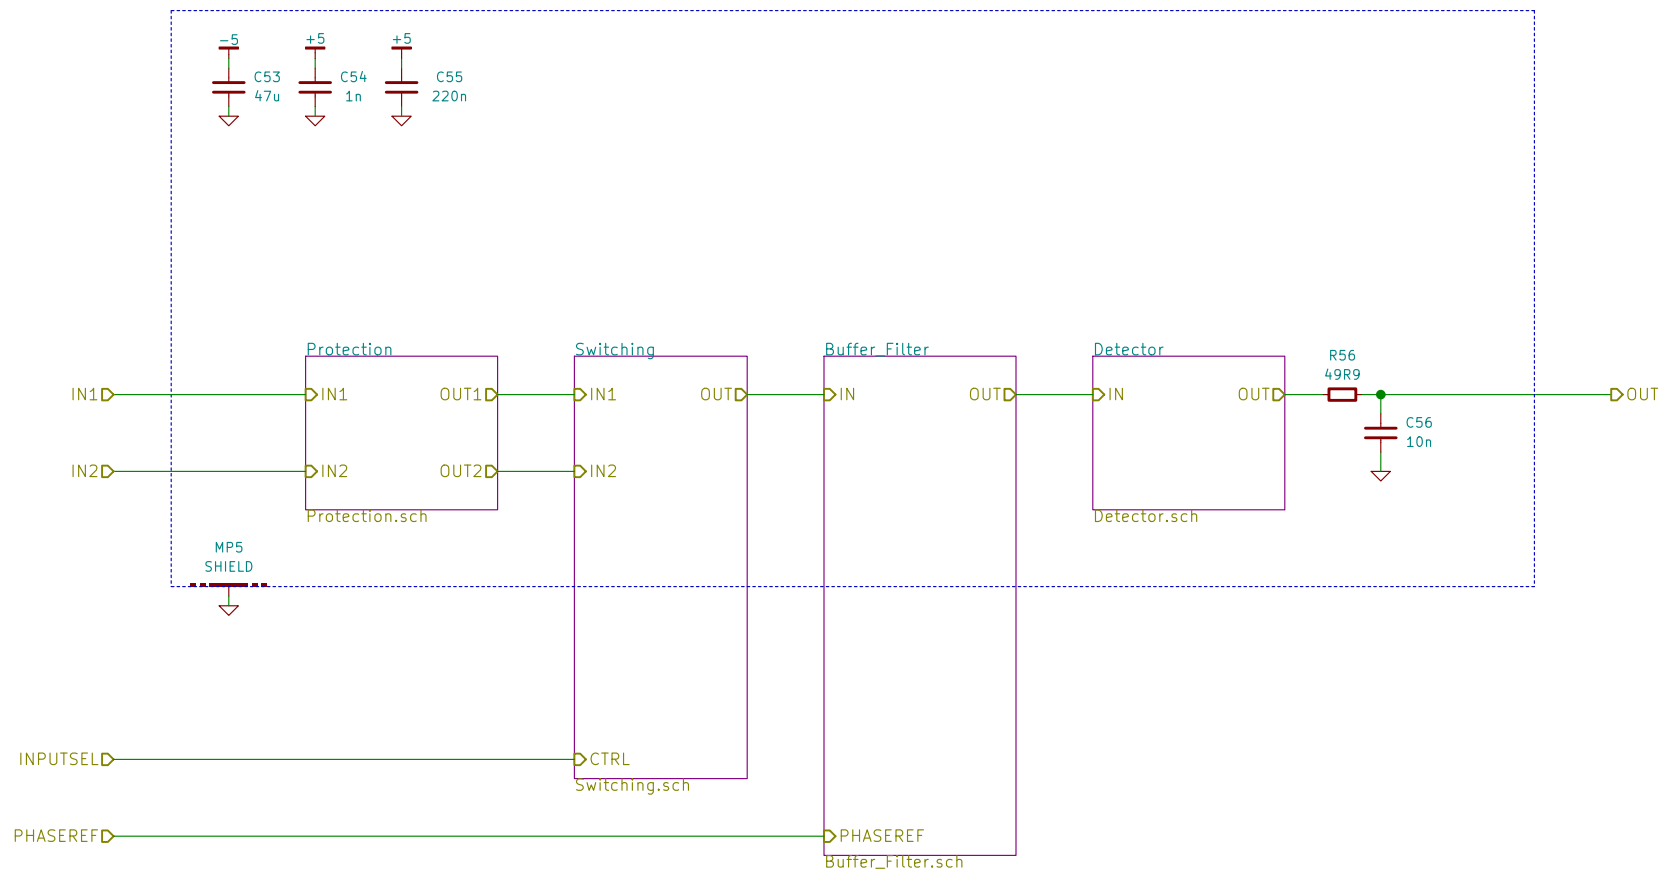 -5
+5
+5
C53
47u
C54
1n
C55
220n
Protection
Switching
Buffer_Filter
Detector
R56
49R9
IN1
IN1
OUT1
IN1
OUT
IN
OUT
IN
OUT
OUT
C56
10n
IN2
IN2
OUT2
IN2
Protection.sch
Detector.sch
MP5
SHIELD
INPUTSEL
CTRL
Switching.sch
PHASEREF
PHASEREF
Buffer_Filter.sch